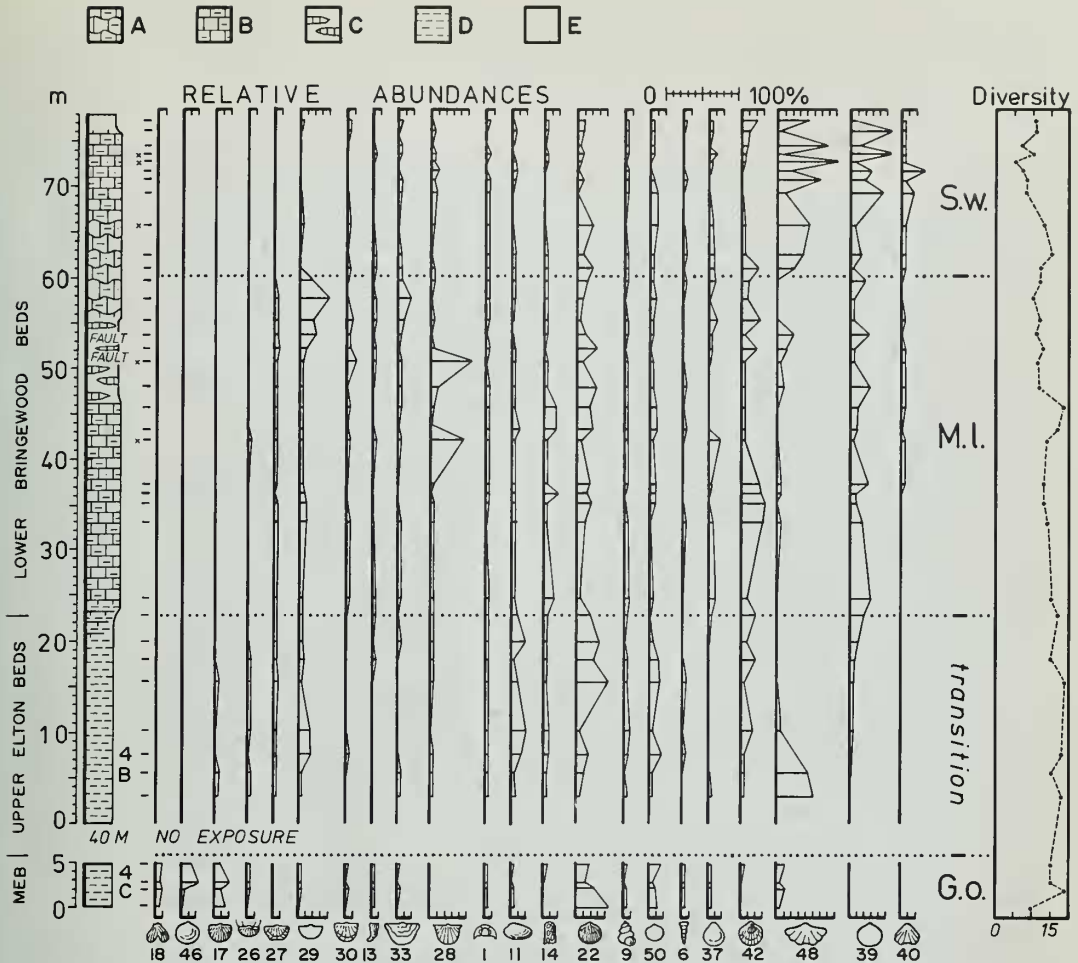 A B C D E
RELATIVE ABUNDANCES 0 100% Diversity
m
70
60
50
40
30
20
10
0
5
0
FAULT
FAULT
4
B
40 M NO EXPOSURE
4
C
LOWER BRINGEWOOD BEDS
UPPER ELTON BEDS
MEB
x
x
x
x
x
S.w.
M.l.
transition
G.o.
18 46 17 26 27 29 30 13 33 28 1 11 14 22 9 50 6 37 42 48 39 40
0 15